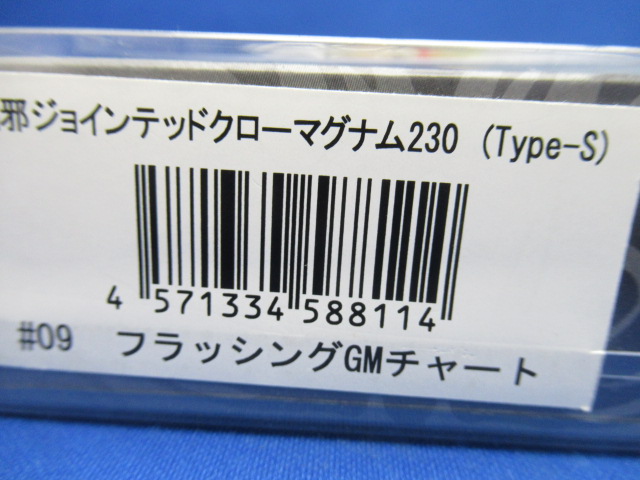 邪ジョインテッドクローマグナム230 (Type-S)
4 571334 588114
#09 フラッシングGMチャート